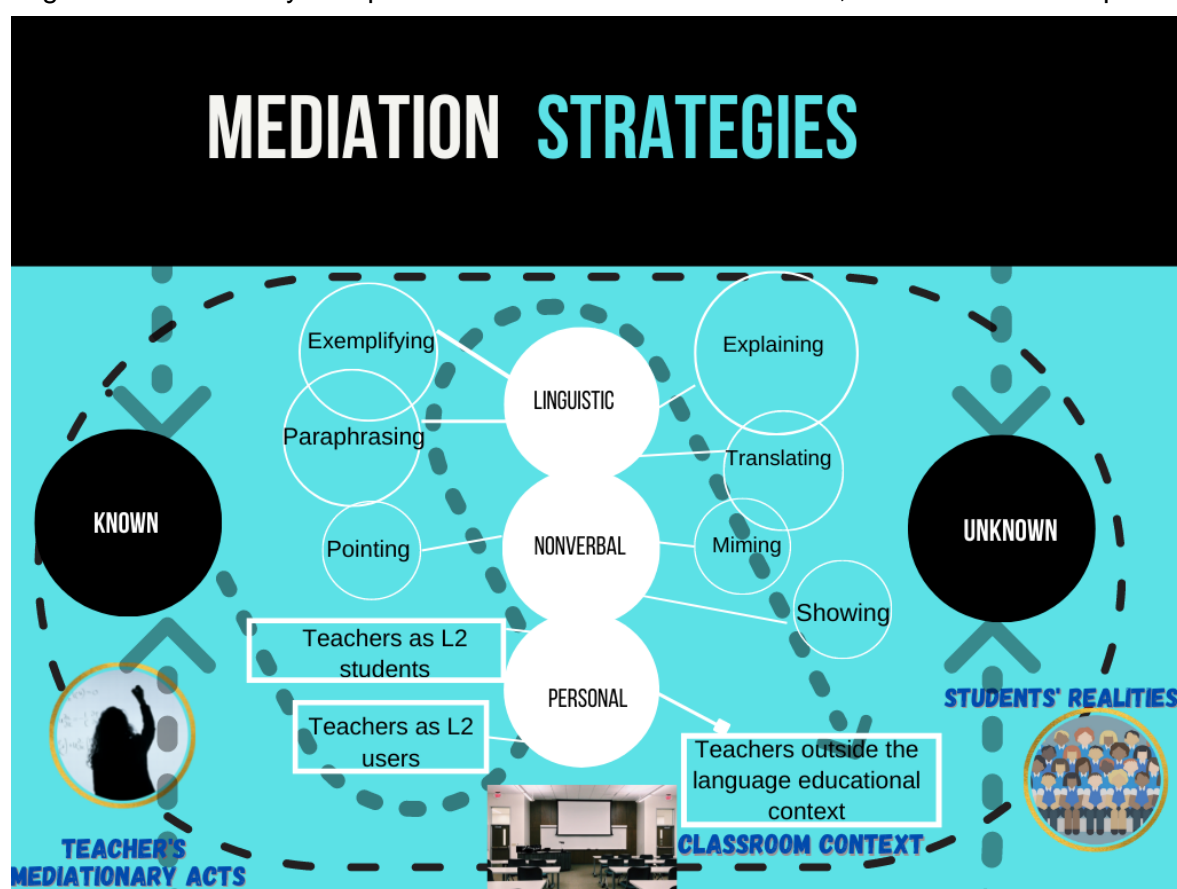 MEDIATION STRATEGIES
Exemplifying
Explaining
LINGUISTIC
Paraphrasing
Translating
KNOWN
UNKNOWN
Pointing
NONVERBAL
Miming
Showing
Teachers as L2
students
PERSONAL
Teachers as L2
users
Teachers outside the
language educational
context
STUDENTS' REALITIES
TEACHER'S
MEDIATIONARY ACTS
CLASSROOM CONTEXT